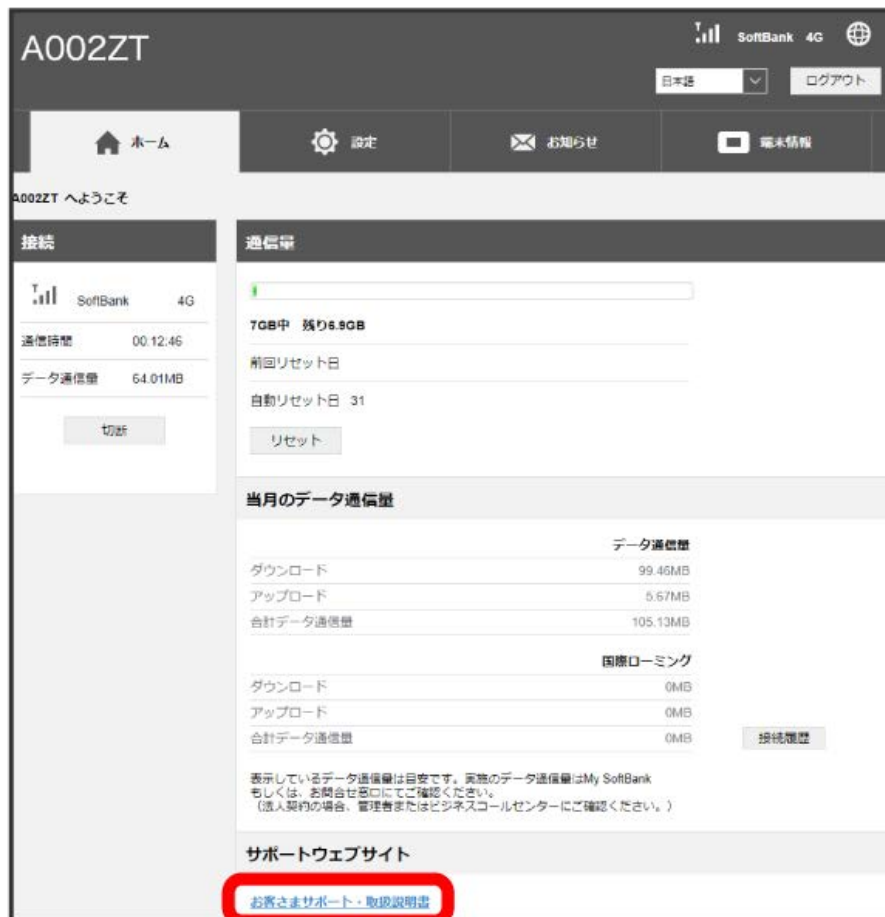 A002ZT
SoftBank 4G
日本語 ログアウト
ホーム 設定 お知らせ 端末情報
A002ZT へようこそ
接続
SoftBank 4G
通信時間 00:12:46
データ通信量 64.01MB
切断
通信量
7GB中 残り6.9GB
前回リセット日
自動リセット日 31
リセット
当月のデータ通信量
データ通信量
ダウンロード 99.46MB
アップロード 5.67MB
合計データ通信量 105.13MB
国際ローミング
ダウンロード 0MB
アップロード 0MB
合計データ通信量 0MB 接続履歴
表示しているデータ通信量は目安です。実施のデータ通信量はMy SoftBank
もしくは、お問合せ窓口にてご確認ください。
（法人契約の場合、管理者またはビジネスコールセンターにご確認ください。）
サポートウェブサイト
お客さまサポート・取扱説明書